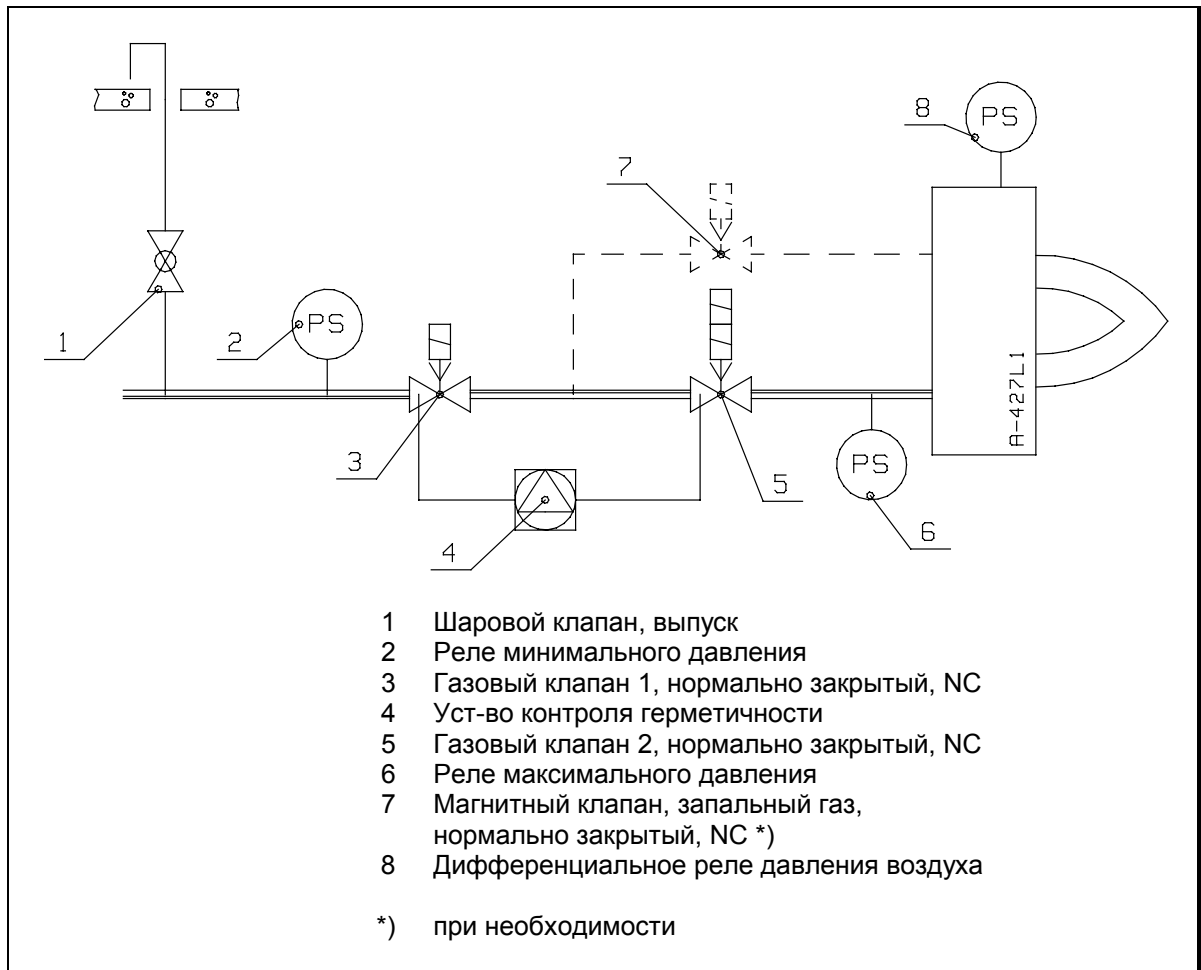 8
PS
7
1
2
PS
3
4
5
PS
6
A-427L1
1 Шаровой клапан, выпуск
2 Реле минимального давления
3 Газовый клапан 1, нормально закрытый, NC
4 Уст-во контроля герметичности
5 Газовый клапан 2, нормально закрытый, NC
6 Реле максимального давления
7 Магнитный клапан, запальный газ,
нормально закрытый, NC *)
8 Дифференциальное реле давления воздуха
*) при необходимости